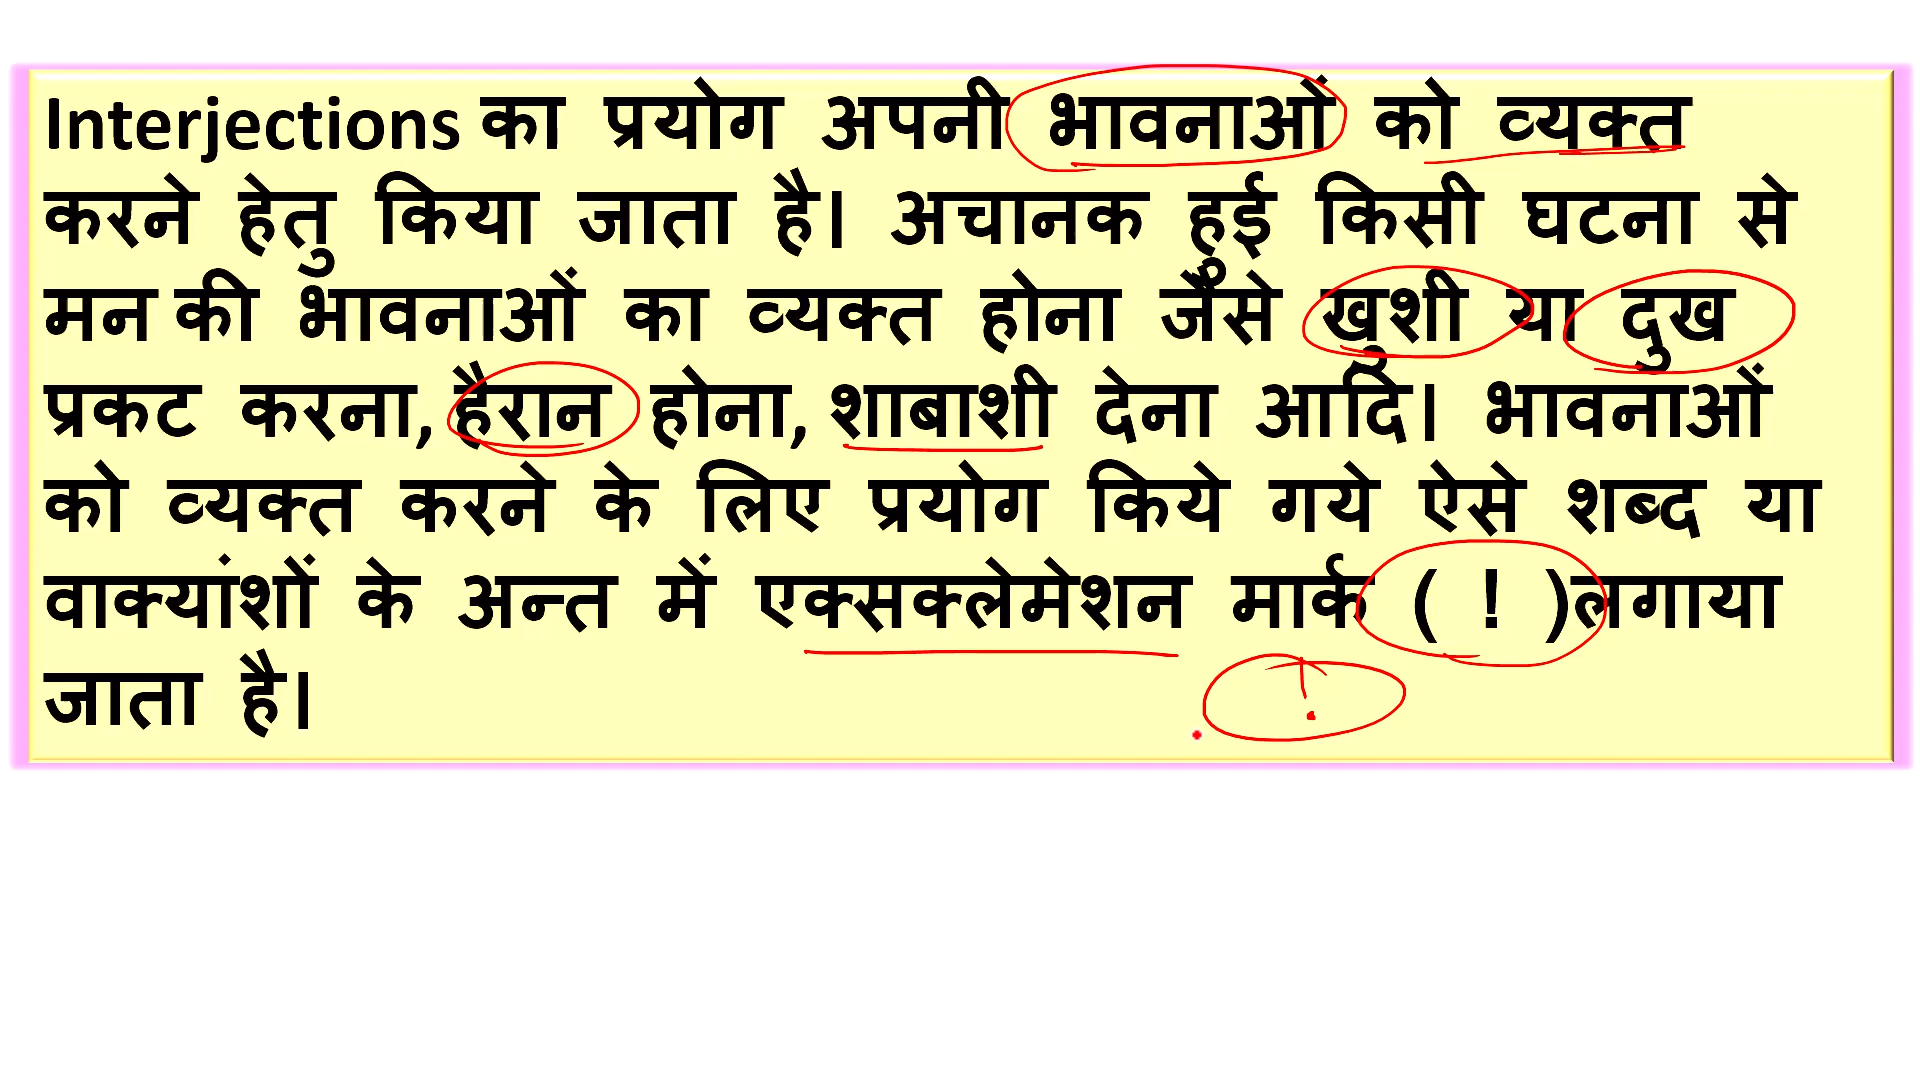 Interjections का प्रयोग अपनी भावनाओं को व्यक्त
करने हेतु किया जाता है। अचानक हुई किसी घटना से
मन की भावनाओं का व्यक्त होना जैसे खुशी या दुख
प्रकट करना, हैरान होना, शाबाशी देना आदि। भावनाओं
को व्यक्त करने के लिए प्रयोग किये गये ऐसे शब्द या
वाक्यांशों के अन्त में एक्सक्लेमेशन मार्क ( ! )लगाया
जाता है।
!